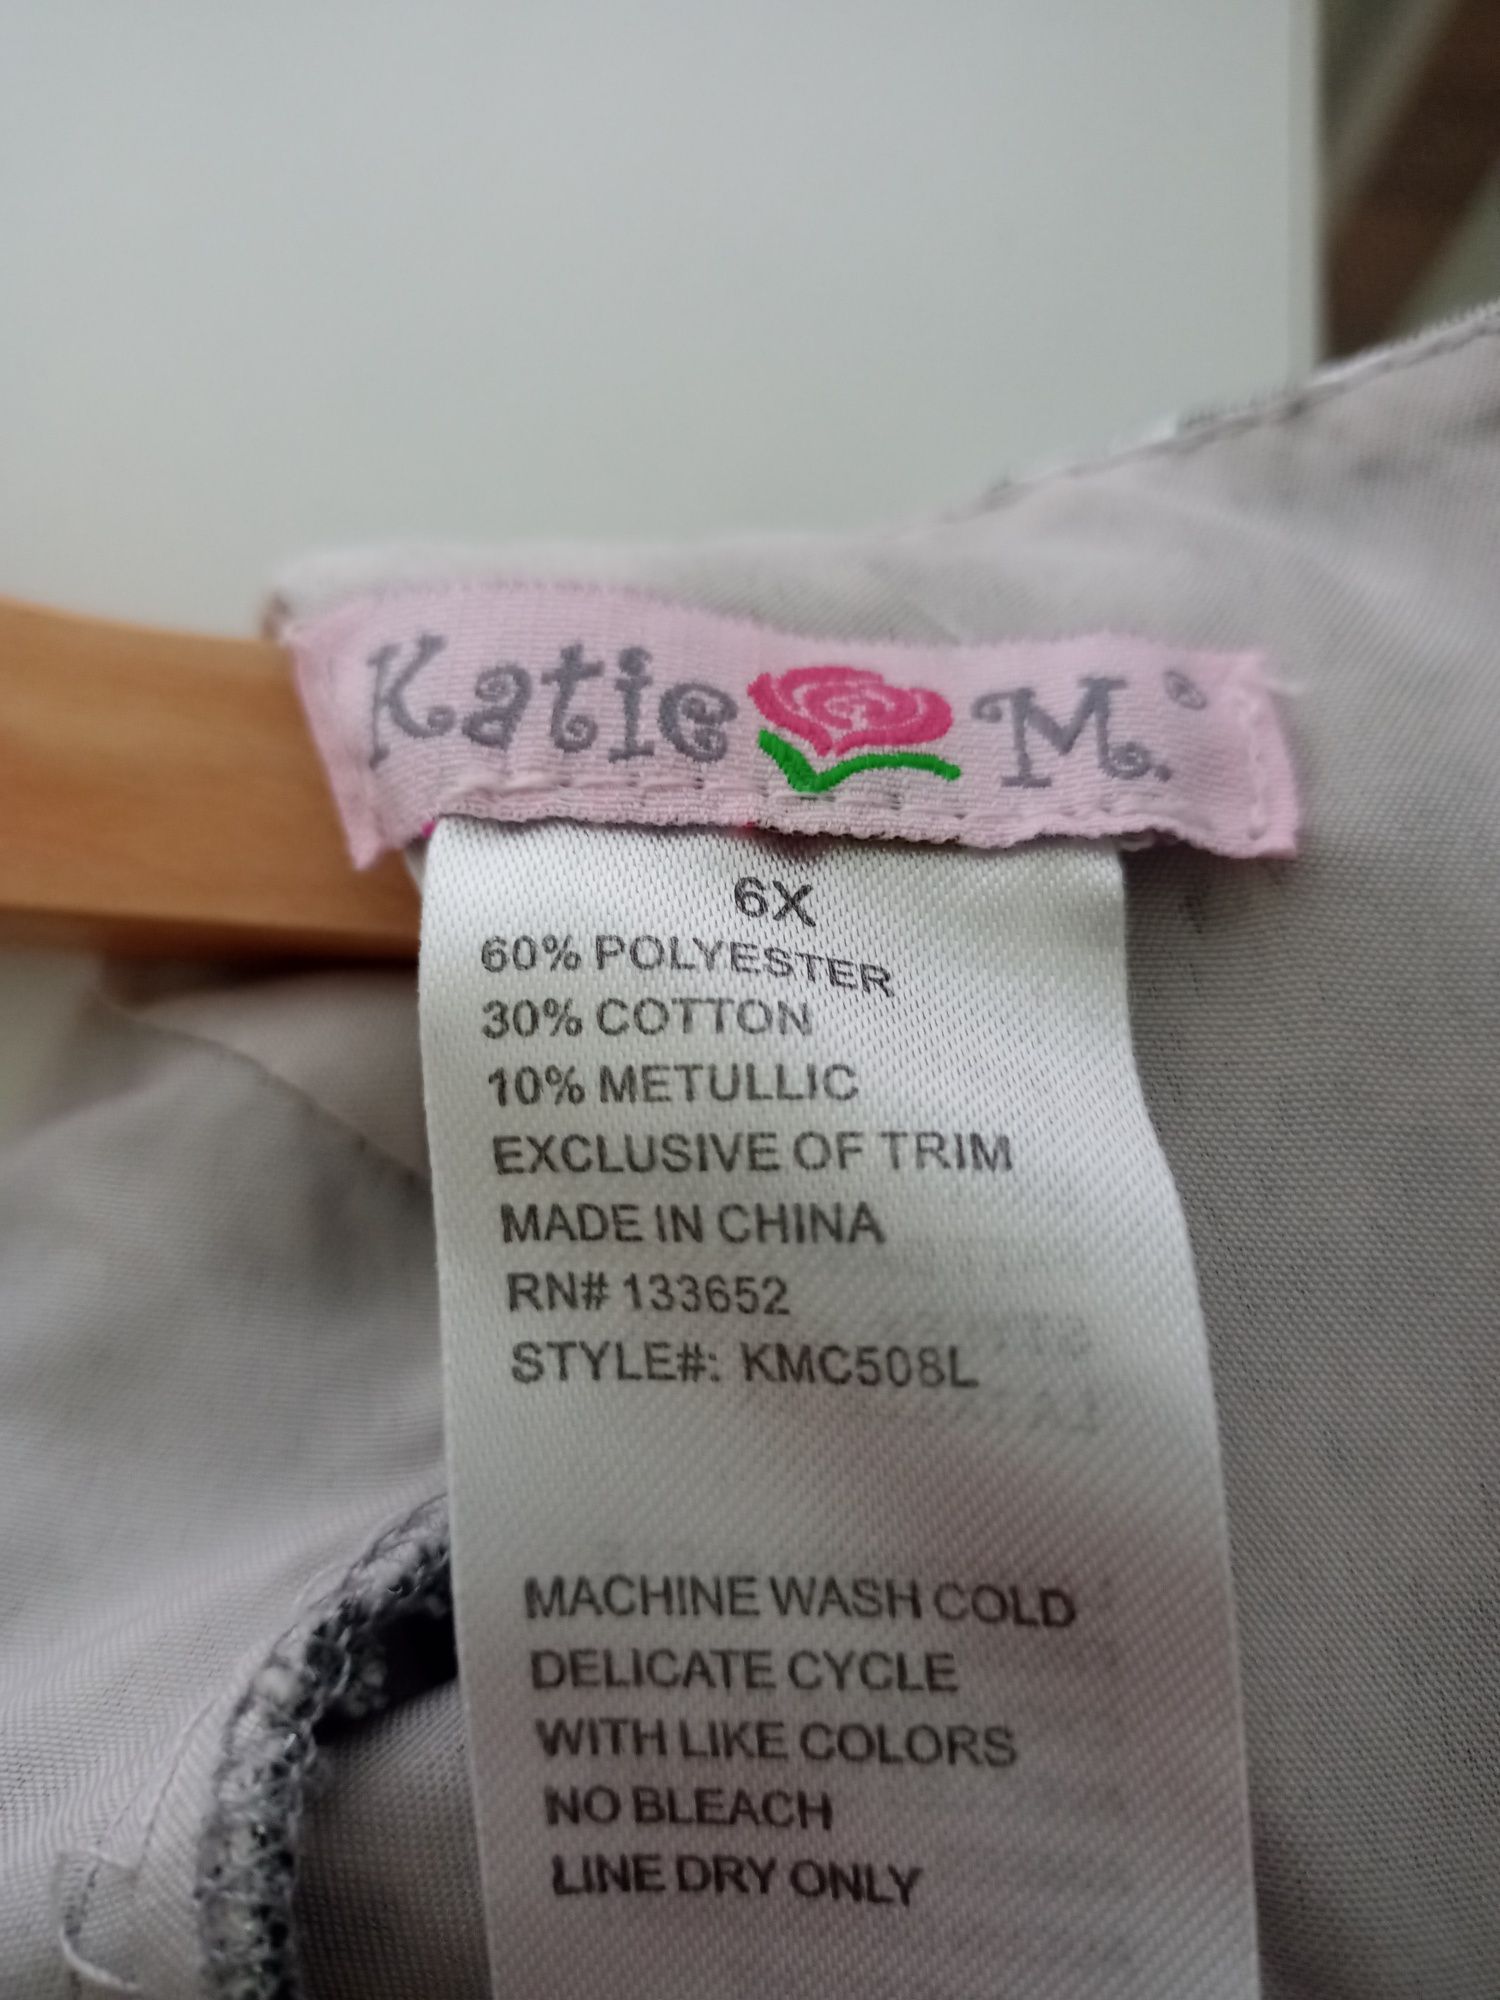 Katie M.®
6X
60% POLYESTER
30% COTTON
10% METULLIC
EXCLUSIVE OF TRIM
MADE IN CHINA
RN# 133652
STYLE#: KMC508L
MACHINE WASH COLD
DELICATE CYCLE
WITH LIKE COLORS
NO BLEACH
LINE DRY ONLY